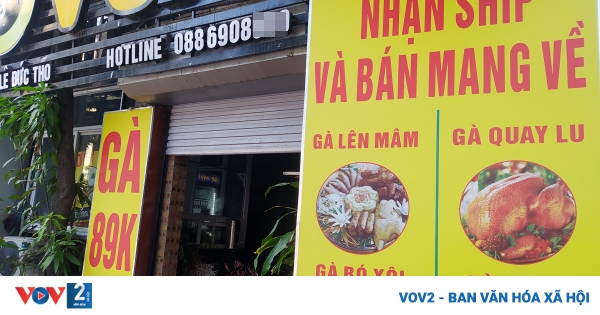 LÊ ĐỨC THỌ
HOTLINE 0886908
GÀ
89K
NHẬN SHIP
VÀ BÁN MANG VỀ
GÀ LÊN MÂM
GÀ QUAY LU
GÀ BÓ XÔI
VOV2
VOV2 - BAN VĂN HÓA XÃ HỘI